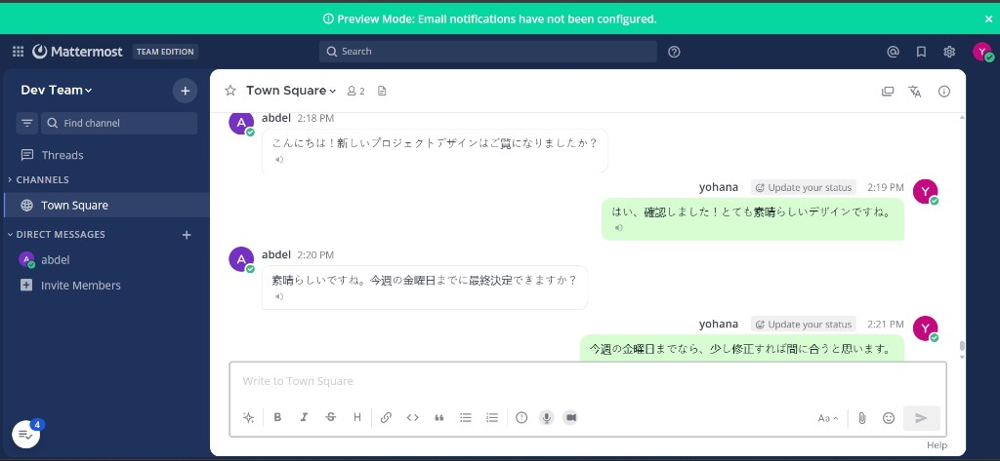 Preview Mode: Email notifications have not been configured.
Mattermost
TEAM EDITION
Search
Dev Team
Find channel
Threads
CHANNELS
Town Square
DIRECT MESSAGES
A abdel
Invite Members
4
Y
Town Square
2
A abdel 2:18 PM
こんにちは！新しいプロジェクトデザインはご覧になりましたか？
yohana Update your status 2:19 PM Y
はい、確認しました！とても素晴らしいデザインですね。
A abdel 2:20 PM
素晴らしいですね。今週の金曜日までに最終決定できますか？
yohana Update your status 2:21 PM Y
今週の金曜日までなら、少し修正すれば間に合うと思います。
Write to Town Square
B I S H
Aa
Help